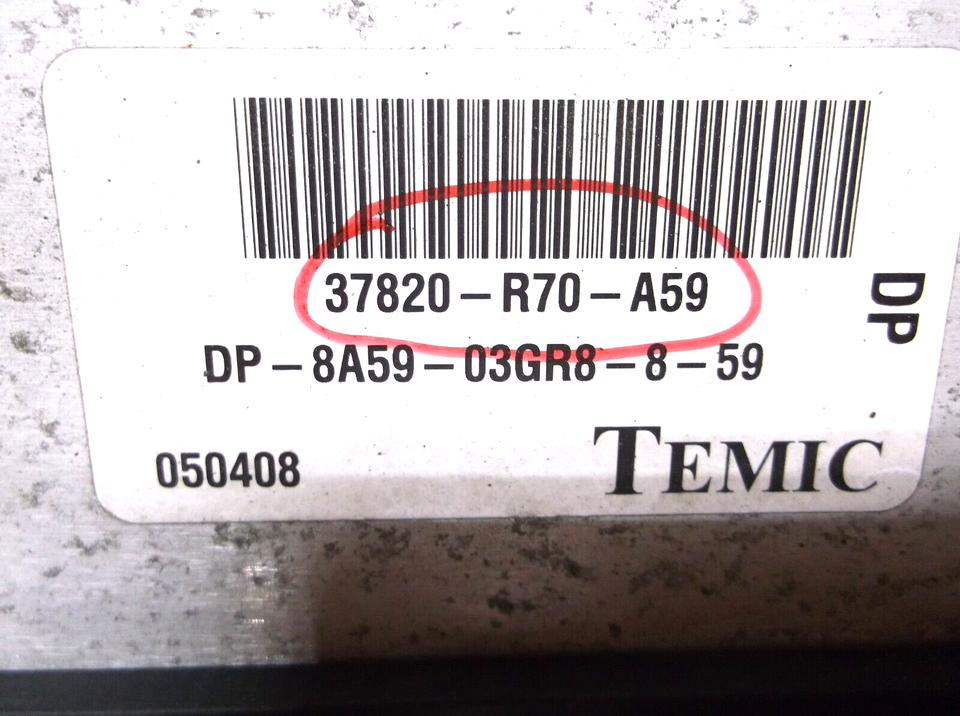 37820-R70-A59
DP
DP-8A59-03GR8-8-59
050408
TEMIC